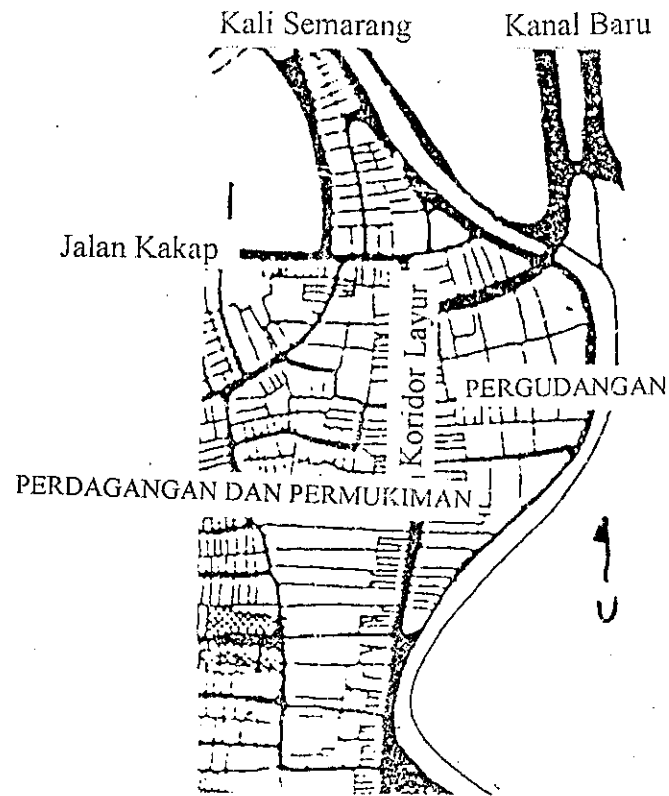 Kali Semarang
Kanal Baru
Jalan Kakap
Koridor Layur
PERGUDANGAN
PERDAGANGAN DAN PERMUKIMAN
U